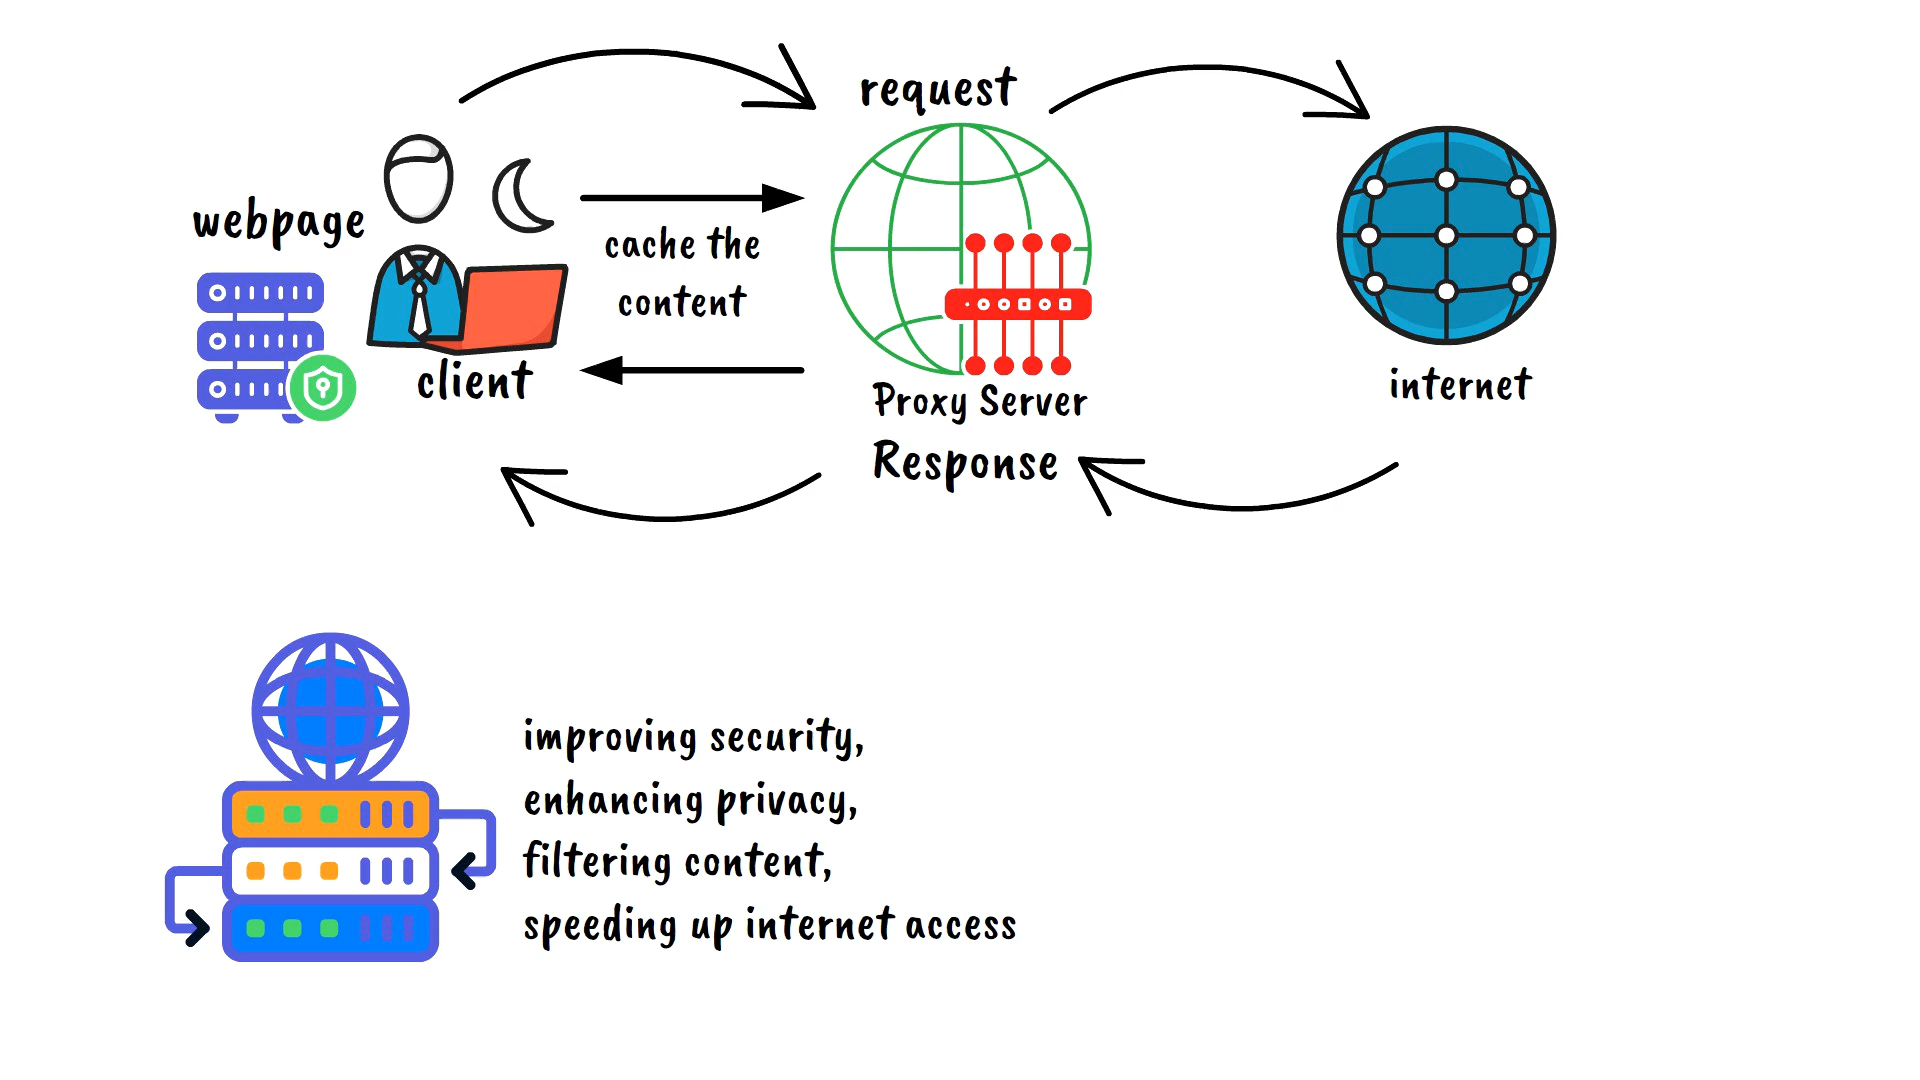 request
webpage
cache the
content
client
Proxy Server
internet
Response
improving security,
enhancing privacy,
filtering content,
speeding up internet access